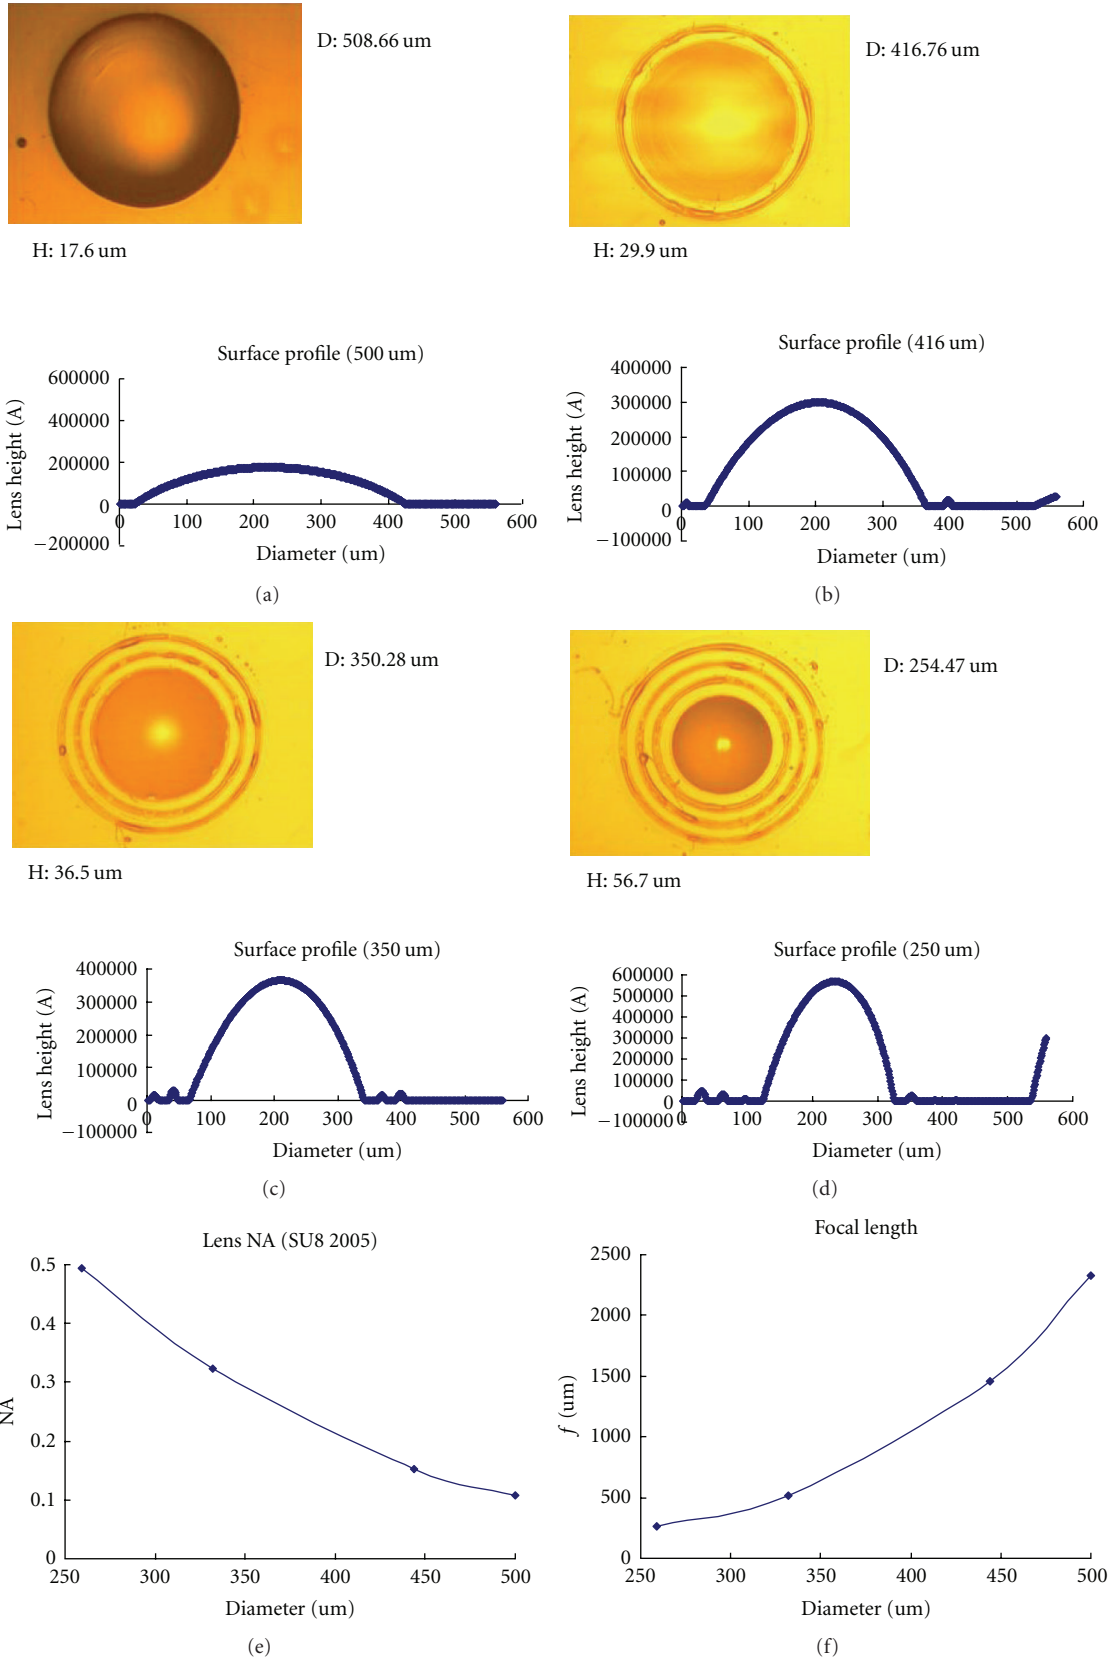 D: 508.66 um
H: 17.6 um
D: 416.76 um
H: 29.9 um
Surface profile (500 um)
Lens height (A)
600000
400000
200000
0
−200000
0 100 200 300 400 500 600
Diameter (um)
(a)
Surface profile (416 um)
Lens height (A)
400000
300000
200000
100000
0
−100000
0 100 200 300 400 500 600
Diameter (um)
(b)
D: 350.28 um
H: 36.5 um
D: 254.47 um
H: 56.7 um
Surface profile (350 um)
Lens height (A)
400000
300000
200000
100000
0
−100000
0 100 200 300 400 500 600
Diameter (um)
(c)
Surface profile (250 um)
Lens height (A)
600000
500000
400000
300000
200000
100000
0
−100000
0 100 200 300 400 500 600
Diameter (um)
(d)
Lens NA (SU8 2005)
NA
0.5
0.4
0.3
0.2
0.1
0
250 300 350 400 450 500
Diameter (um)
(e)
Focal length
f (um)
2500
2000
1500
1000
500
0
250 300 350 400 450 500
Diameter (um)
(f)